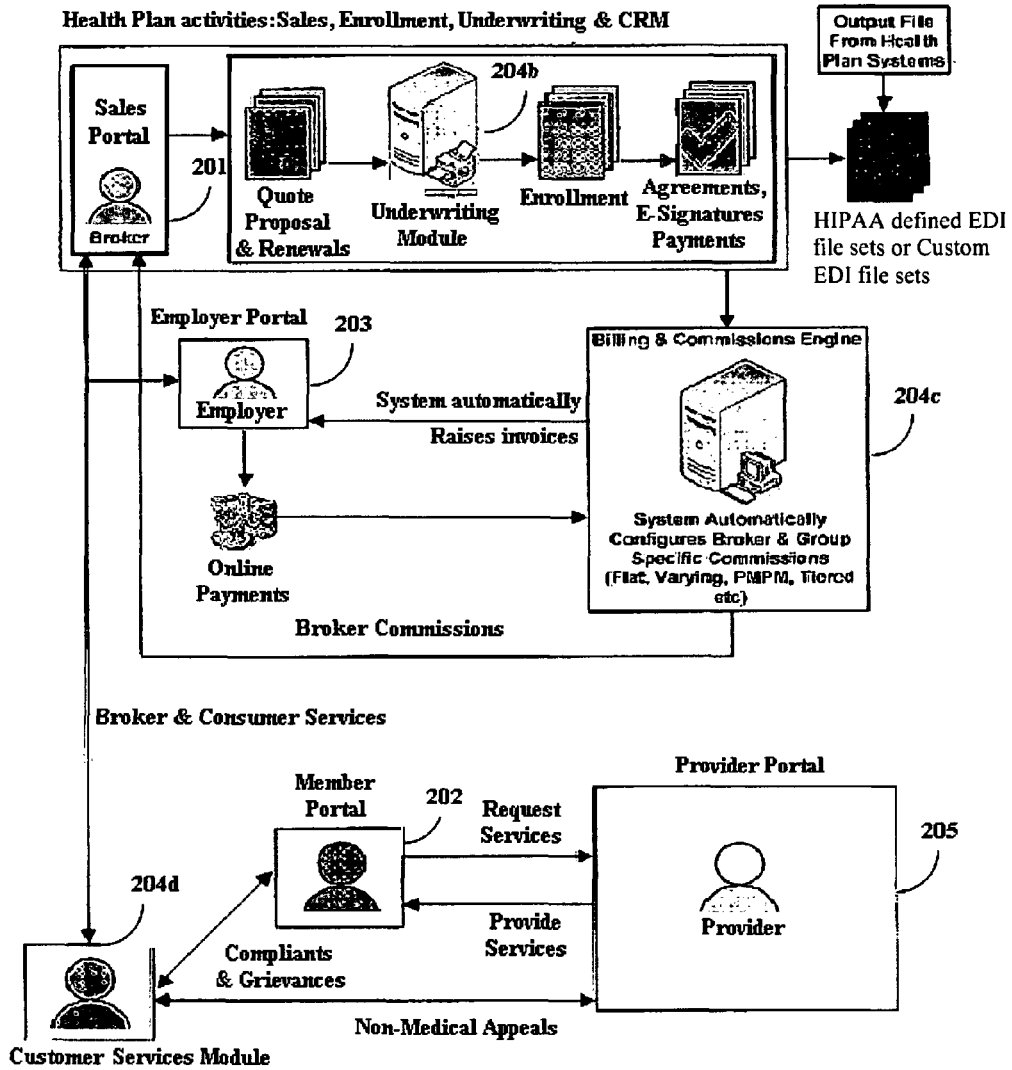 Health Plan activities:Sales, Enrollment, Underwriting & CRM
Output File
From Health
Plan Systems
Sales
Portal
Broker
201
204b
Quote
Proposal
& Renewals
Underwriting
Module
Enrollment
Agreements,
E-Signatures
Payments
HIPAA defined EDI
file sets or Custom
EDI file sets
Employer Portal
203
Employer
System automatically
Raises invoices
Billing & Commissions Engine
204c
System Automatically
Configures Broker & Group
Specific Commissions
(Flat, Varying, PMPM, Tiered
etc)
Online
Payments
Broker Commissions
Broker & Consumer Services
Member
Portal
202
Request
Services
Provide
Services
Provider Portal
205
Provider
204d
Compliants
& Grievances
Non-Medical Appeals
Customer Services Module